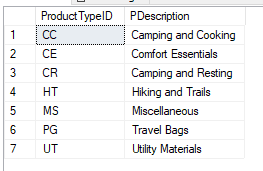 ProductTypeID PDescription
1 CC Camping and Cooking
2 CE Comfort Essentials
3 CR Camping and Resting
4 HT Hiking and Trails
5 MS Miscellaneous
6 PG Travel Bags
7 UT Utility Materials